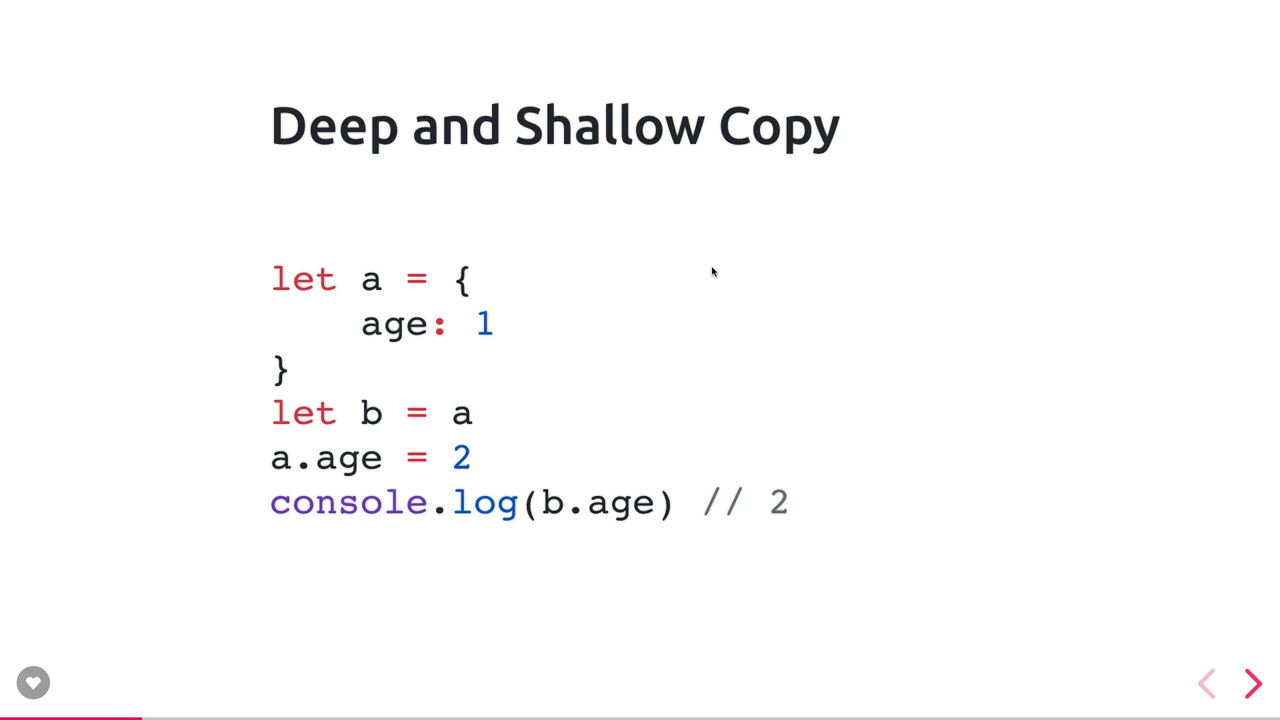 Deep and Shallow Copy
let a = {
    age: 1
}
let b = a
a.age = 2
console.log(b.age) // 2